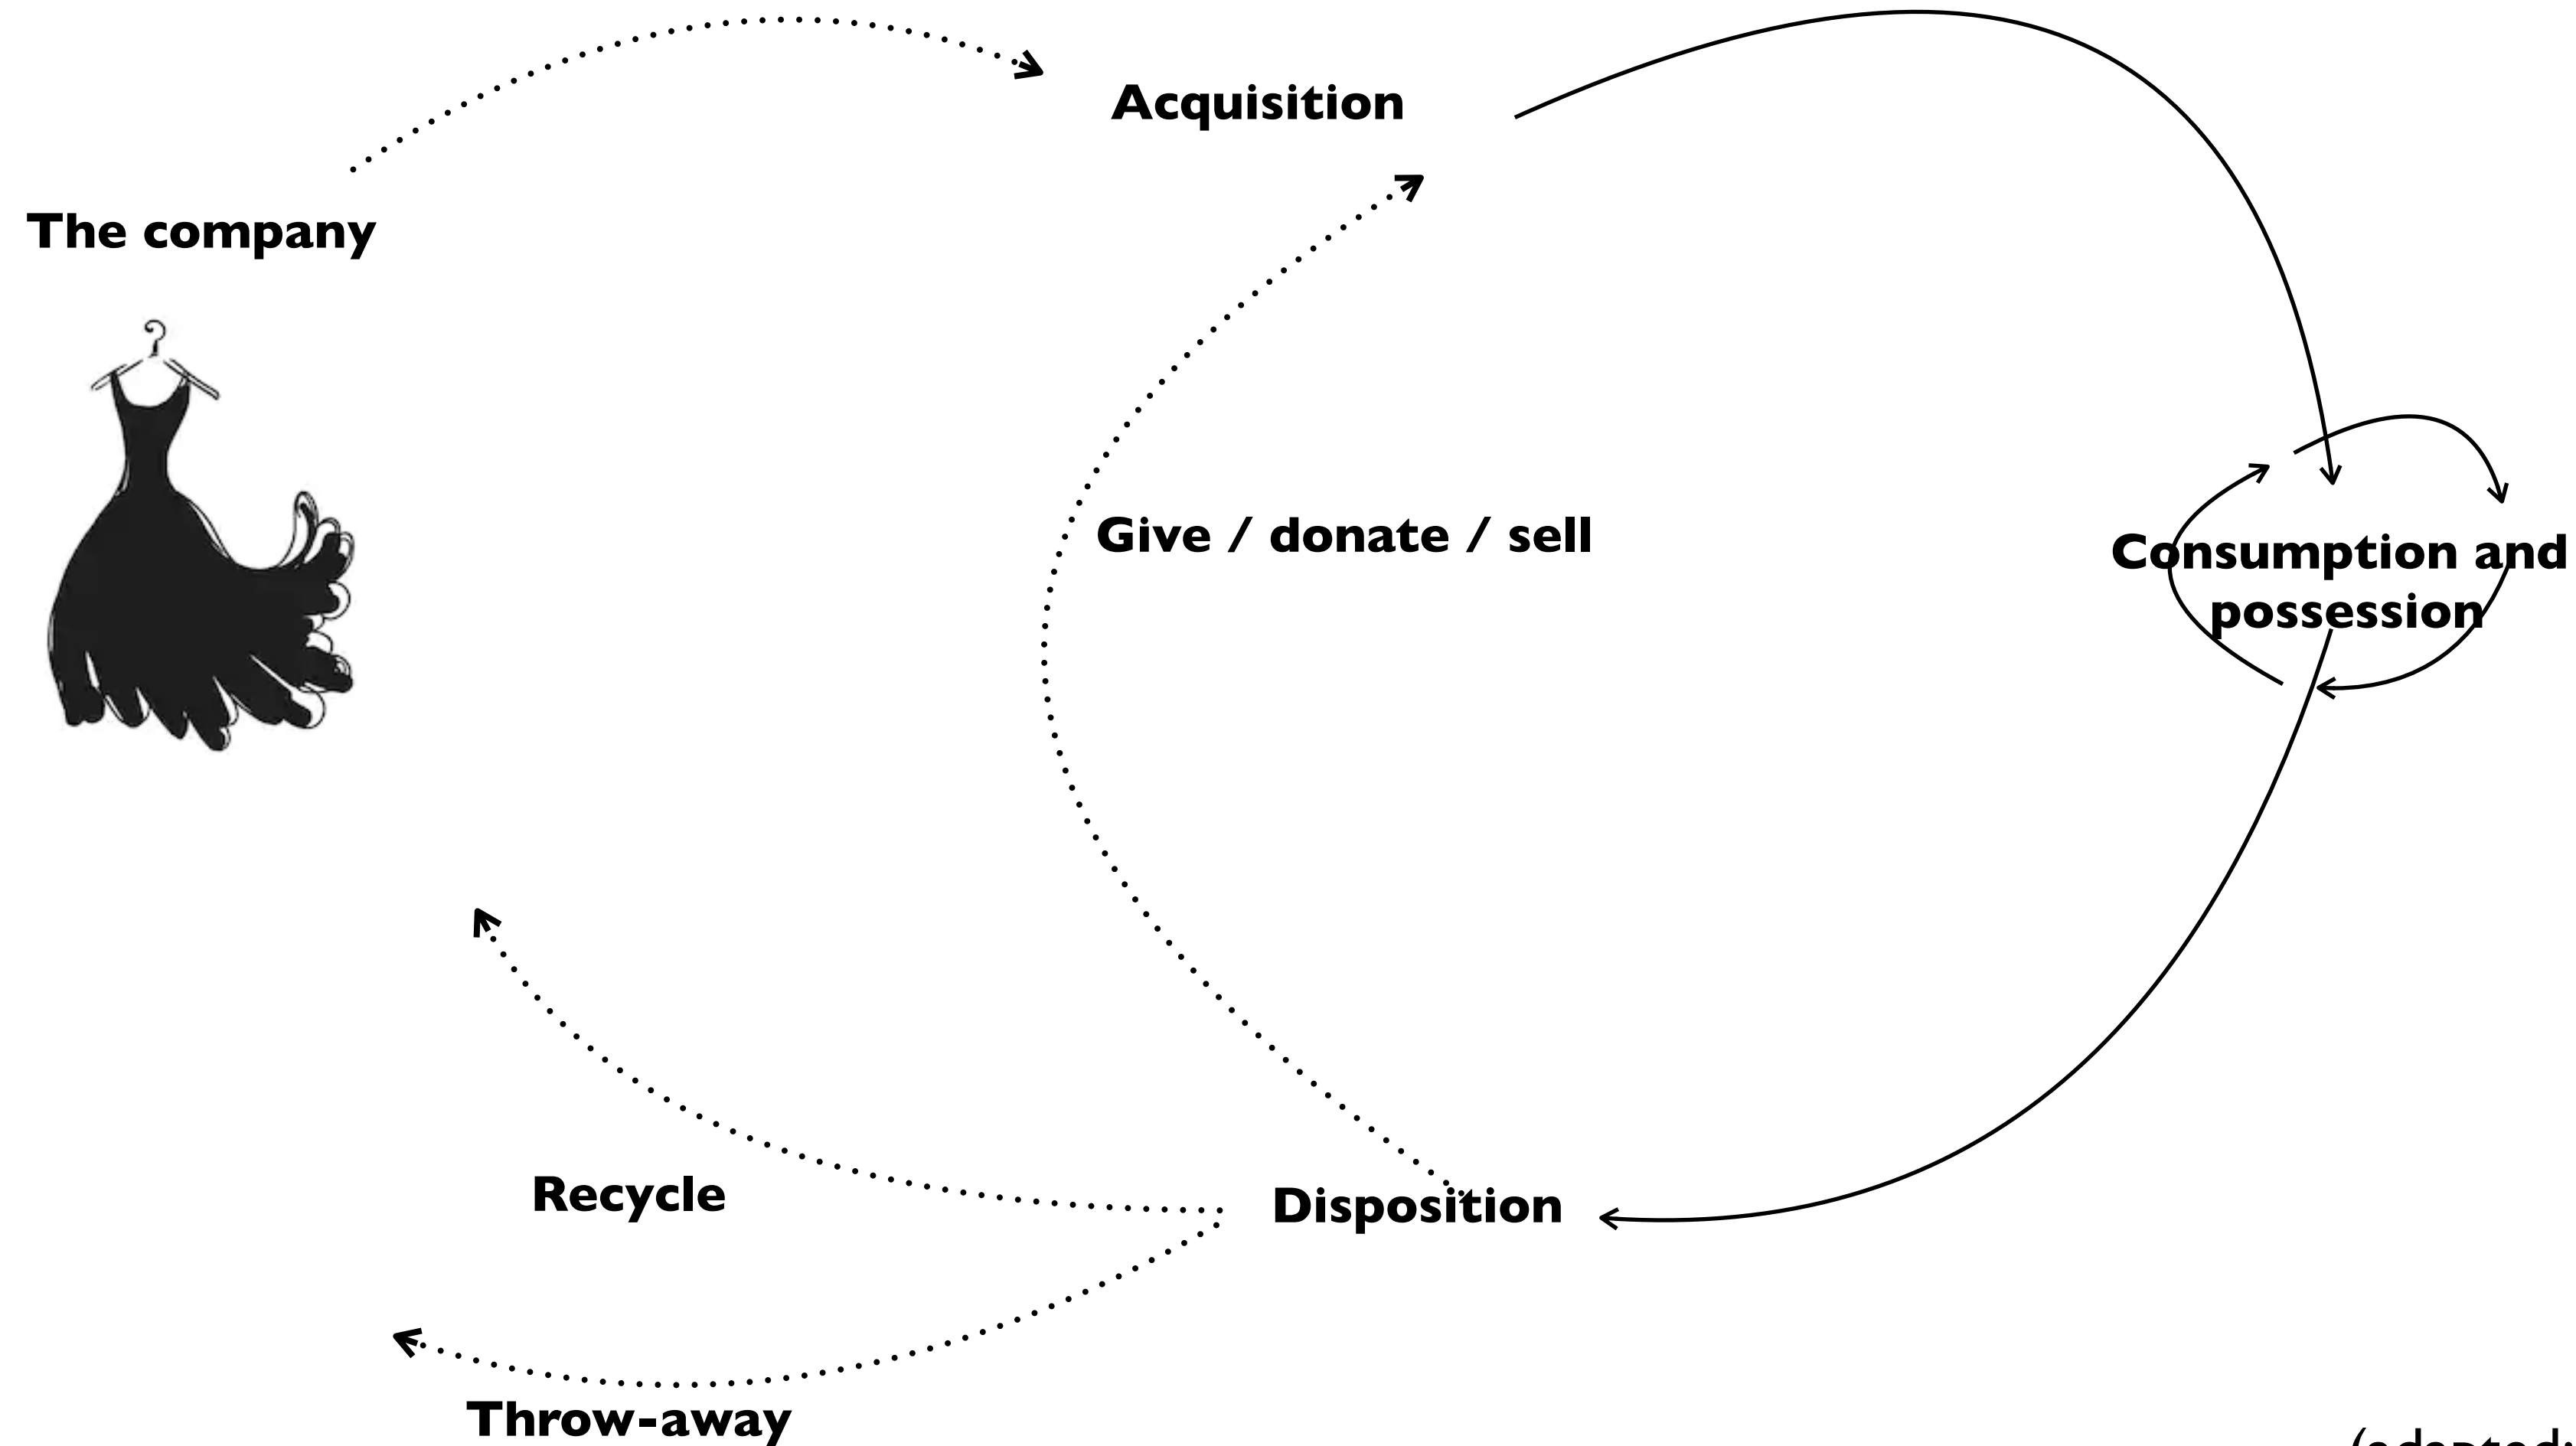 Acquisition
The company
Give / donate / sell
Consumption and
possession
Recycle
Disposition
Throw-away